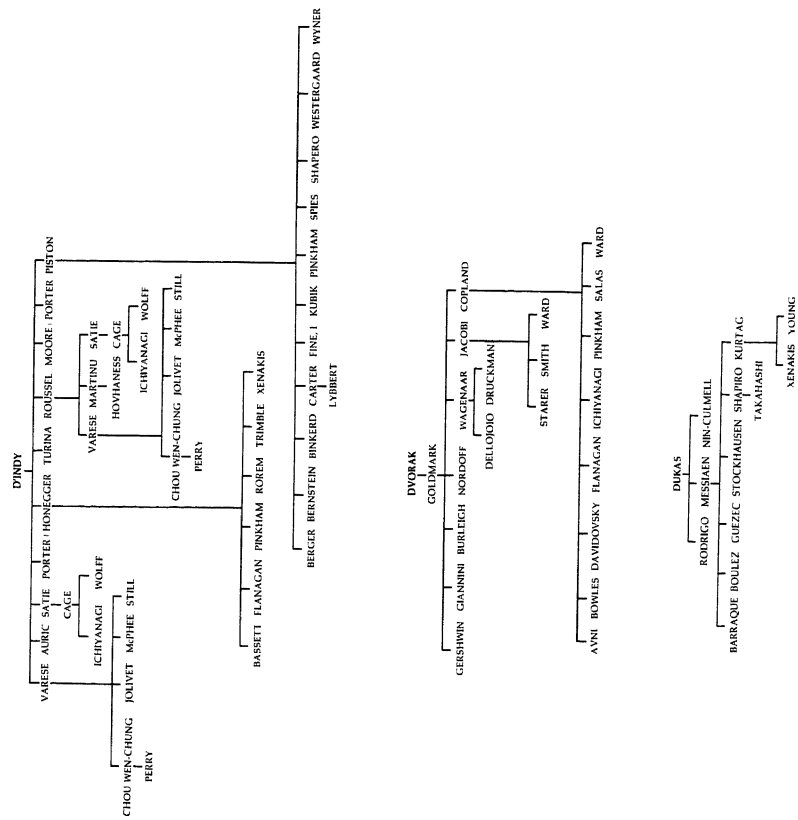 D'INDY
VARESE AURIC SATIE PORTER HONEGGER TURINA ROUSSEL MOORE PORTER PISTON
CAGE
ICHIYANAGI WOLFF
CHOU WEN-CHUNG JOLIVET McPHEE STILL
PERRY
VARESE MARTINU SATIE
HOVHANESS CAGE
ICHIYANAGI WOLFF
CHOU WEN-CHUNG JOLIVET McPHEE STILL
PERRY
BASSETT FLANAGAN PINKHAM ROREM TRIMBLE XENAKIS
BERGER BERNSTEIN BINKERD CARTER FINE, I KUBIK PINKHAM SPIES SHAPERO WESTERGAARD WYNER
LYBBERT
DVORAK
GOLDMARK
GERSHWIN GIANNINI BURLEIGH NORDOFF WAGENAAR JACOBI COPLAND
DELLOJOIO DRUCKMAN
STARER SMITH WARD
AVNI BOWLES DAVIDOVSKY FLANAGAN ICHIYANAGI PINKHAM SALAS WARD
DUKAS
RODRIGO MESSIAEN NIN-CULMELL
BARRAQUE BOULEZ GUEZEC STOCKHAUSEN SHAPIRO KURTAG
TAKAHASHI
XENAKIS YOUNG